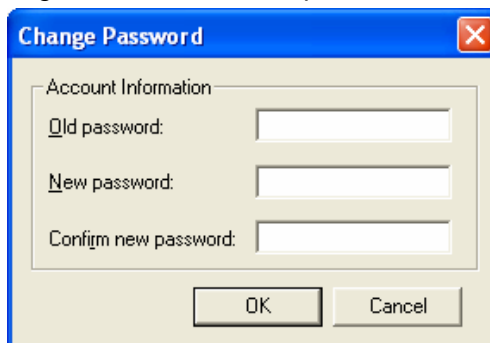 Change Password
Account Information
Old password:
New password:
Confirm new password:
OK Cancel